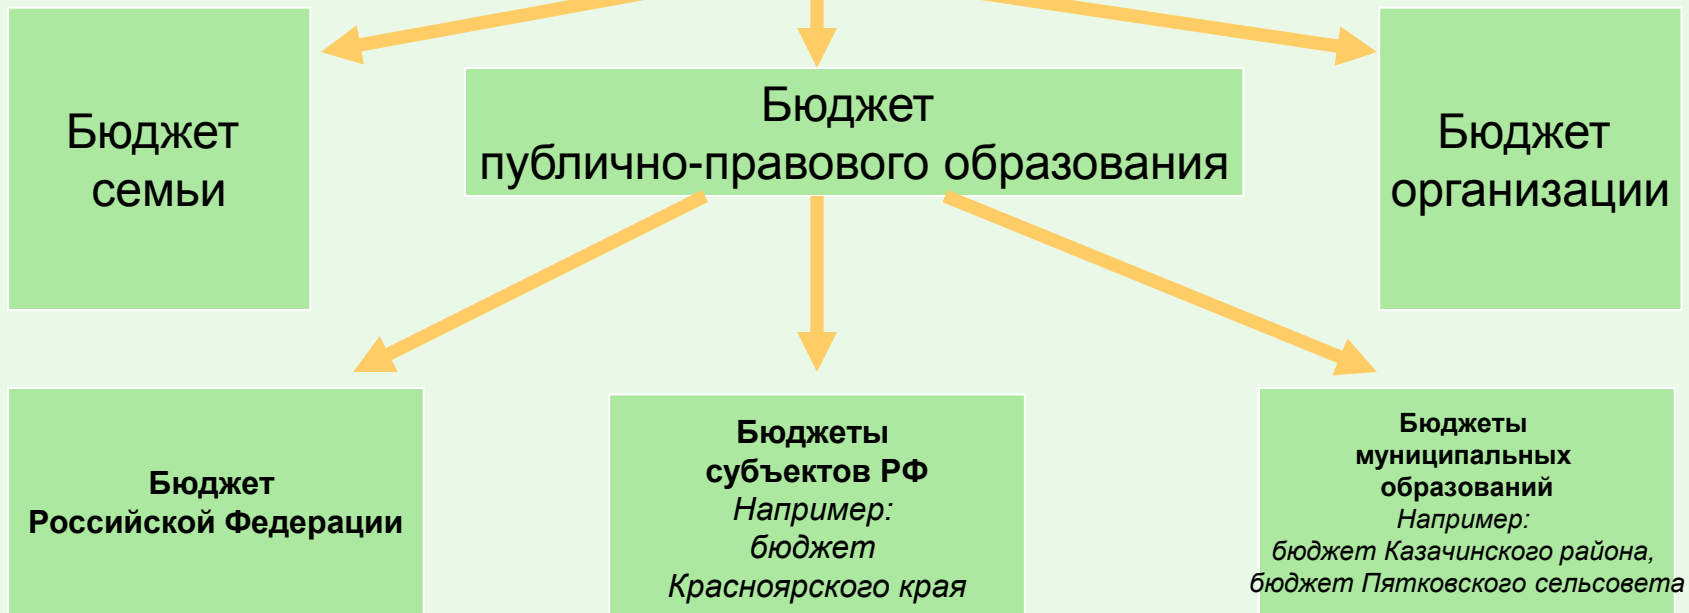 Бюджет
семьи
Бюджет
публично-правового образования
Бюджет
организации
Бюджет
Российской Федерации
Бюджеты
субъектов РФ
Например:
бюджет
Красноярского края
Бюджеты
муниципальных
образований
Например:
бюджет Казачинского района,
бюджет Пятковского сельсовета